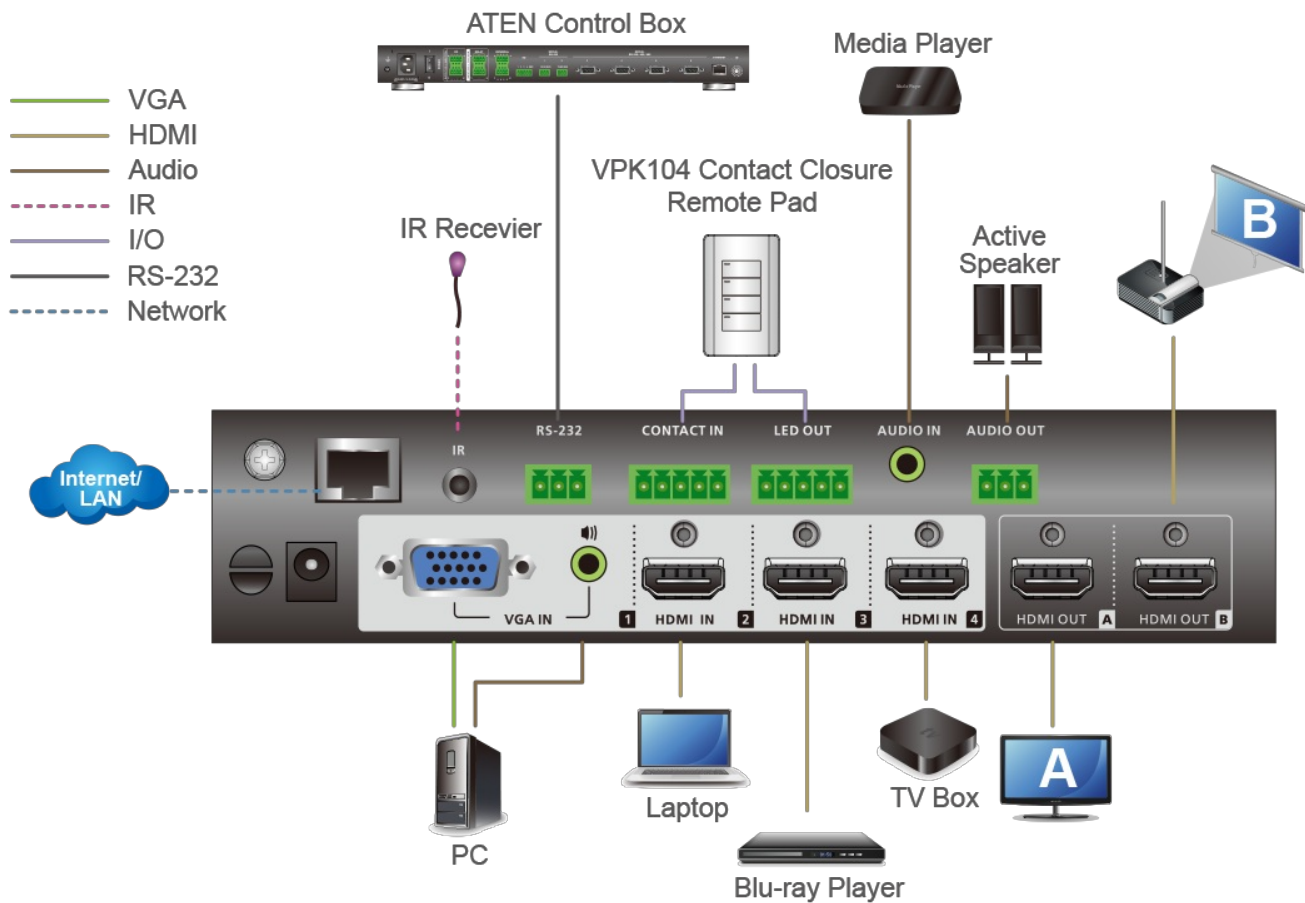 ATEN Control Box
Media Player
VGA
HDMI
Audio
IR
I/O
RS-232
Network
VPK104 Contact Closure
Remote Pad
IR Recevier
Active
Speaker
B
Media Player
RS-232
CONTACT IN
LED OUT
AUDIO IN
AUDIO OUT
IR
Internet/
LAN
VGA IN
1
HDMI IN
2
HDMI IN
3
HDMI IN
4
HDMI OUT
A
HDMI OUT
B
A
PC
Laptop
Blu-ray Player
TV Box